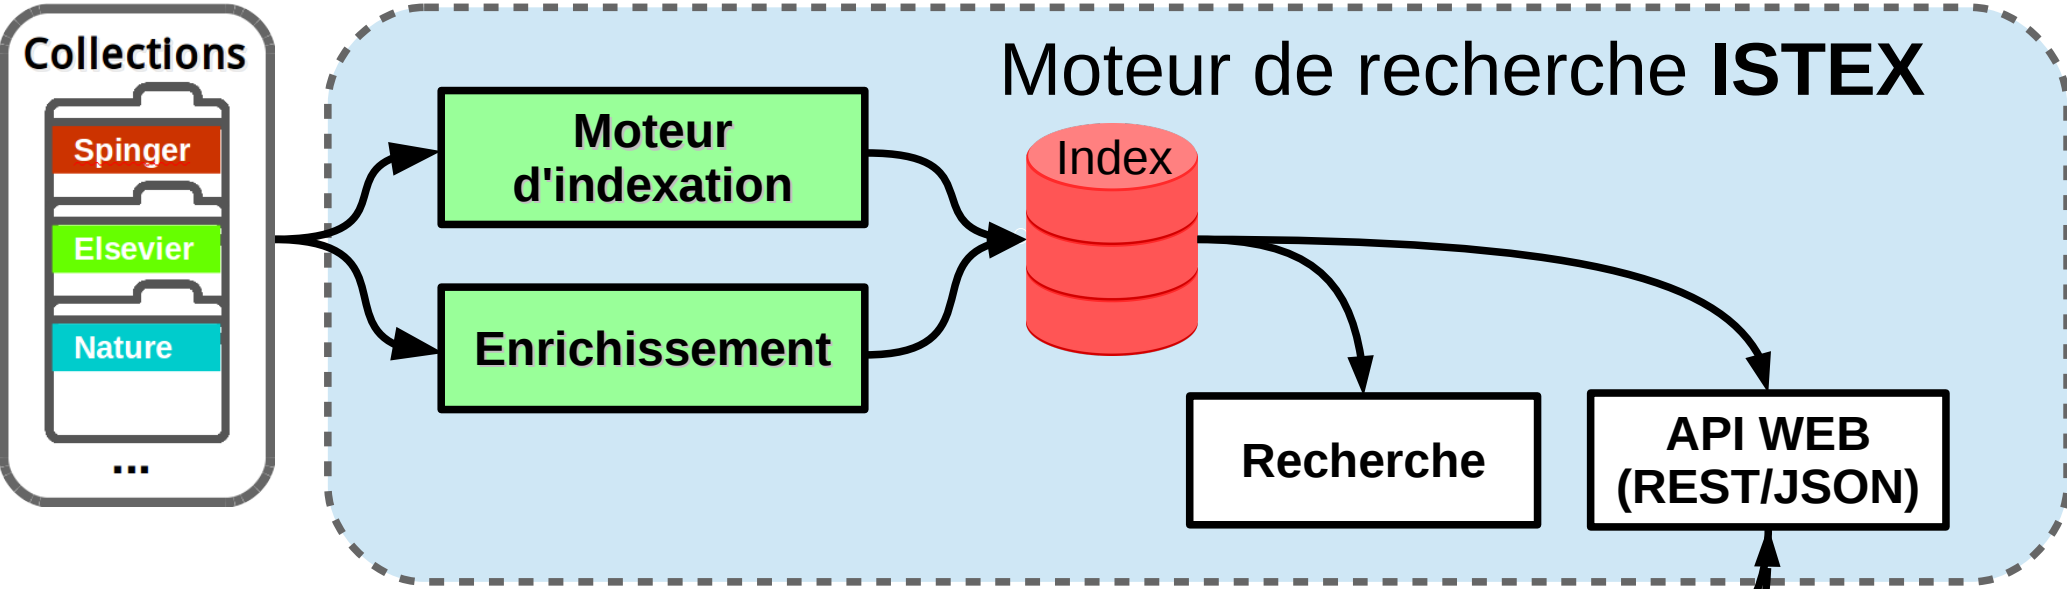 Collections
Spinger
Elsevier
Nature
...
Moteur de recherche ISTEX
Moteur
d'indexation
Enrichissement
Index
Recherche
API WEB
(REST/JSON)